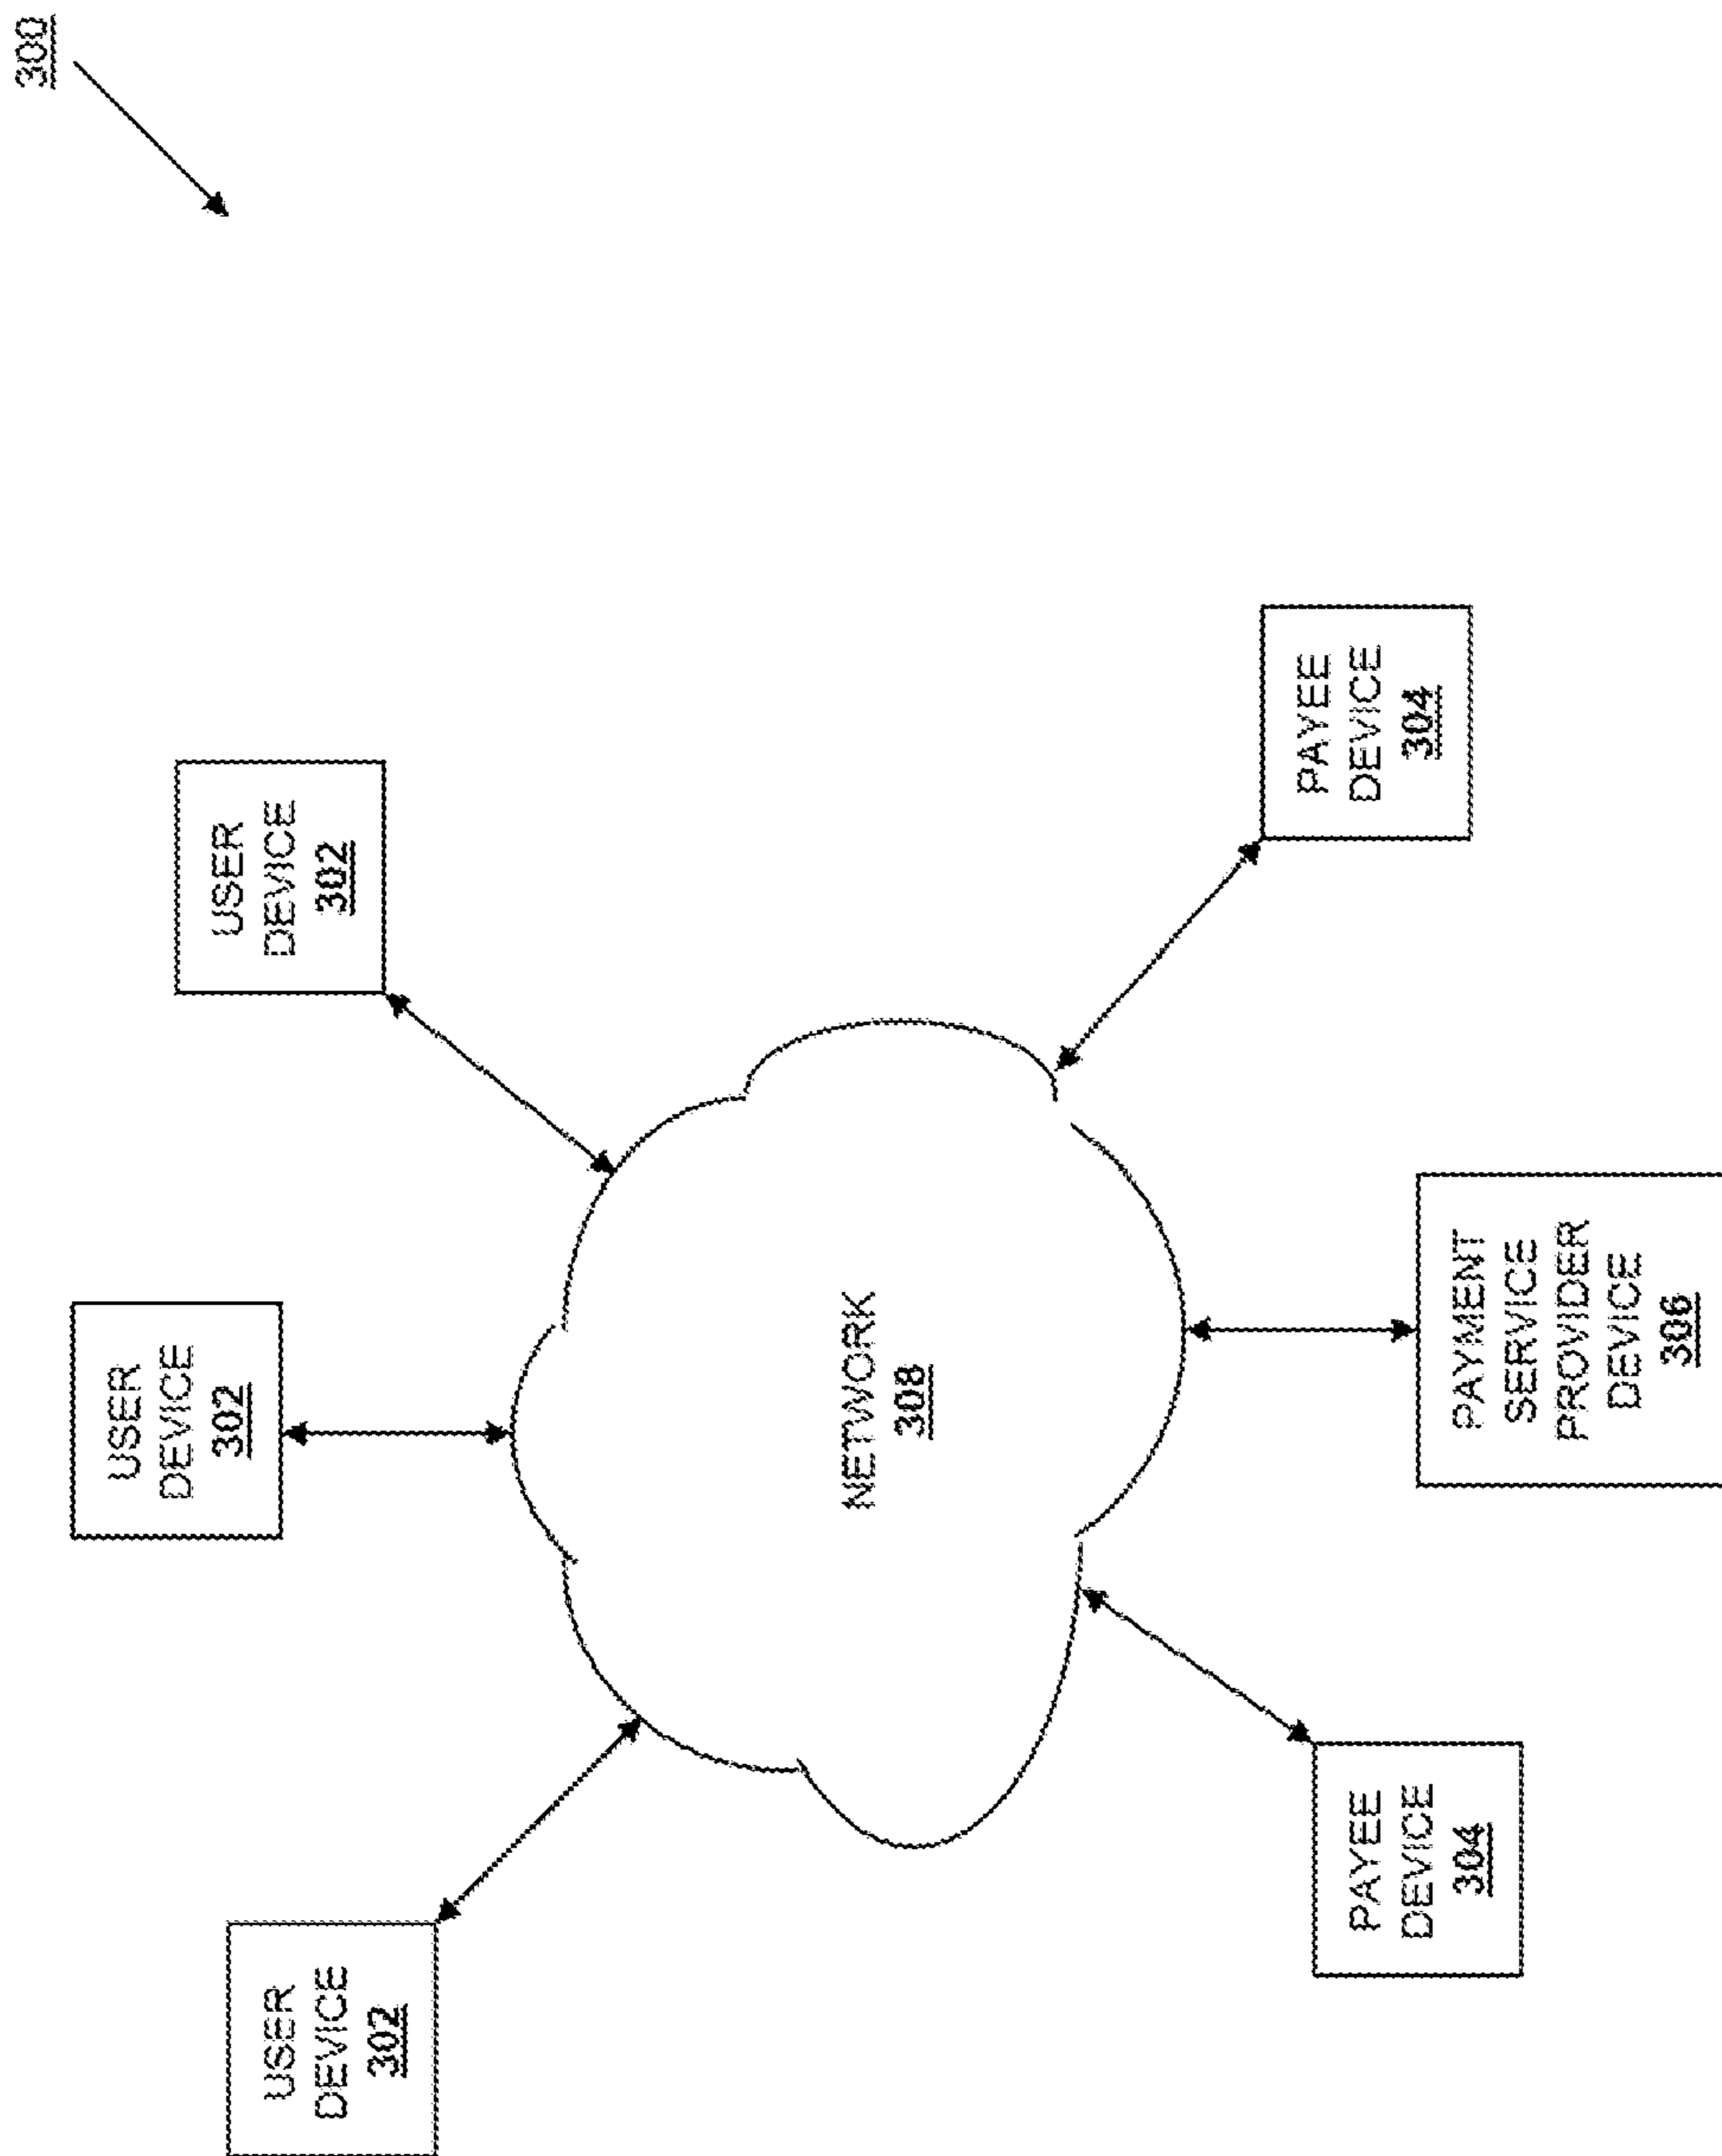 300
USER
DEVICE
302
USER
DEVICE
302
USER
DEVICE
302
NETWORK
308
PAYEE
DEVICE
304
PAYMENT
SERVICE
PROVIDER
DEVICE
306
PAYEE
DEVICE
304